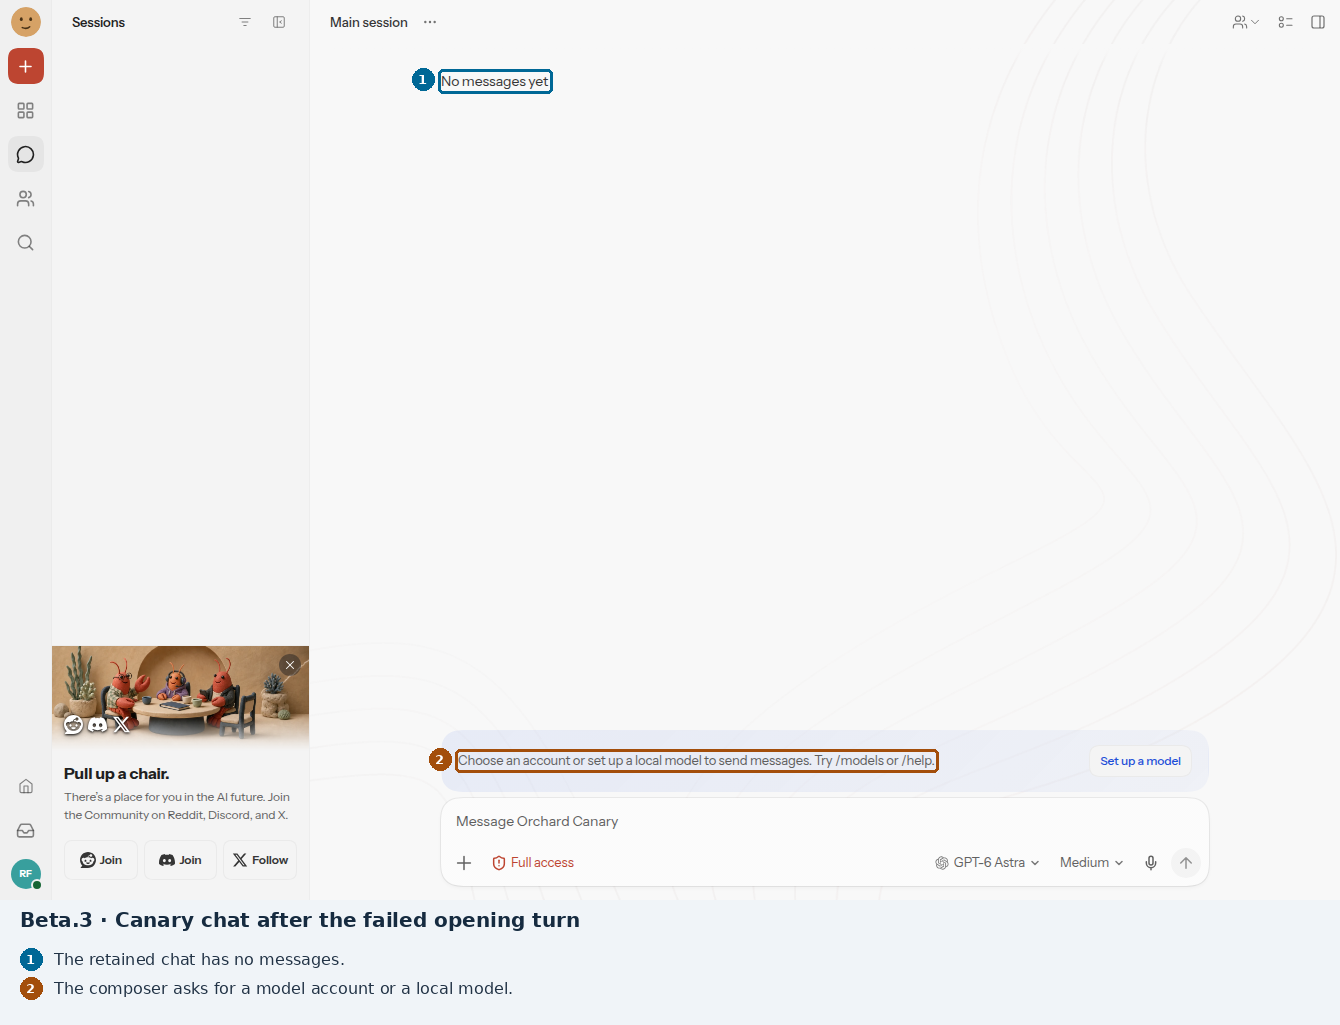 Sessions
Main session
1 No messages yet
Pull up a chair.
There's a place for you in the AI future. Join
the Community on Reddit, Discord, and X.
Join Join Follow
RF
2 Choose an account or set up a local model to send messages. Try /models or /help.
Set up a model
Message Orchard Canary
Full access
GPT-6 Astra
Medium
Beta.3 · Canary chat after the failed opening turn
1 The retained chat has no messages.
2 The composer asks for a model account or a local model.